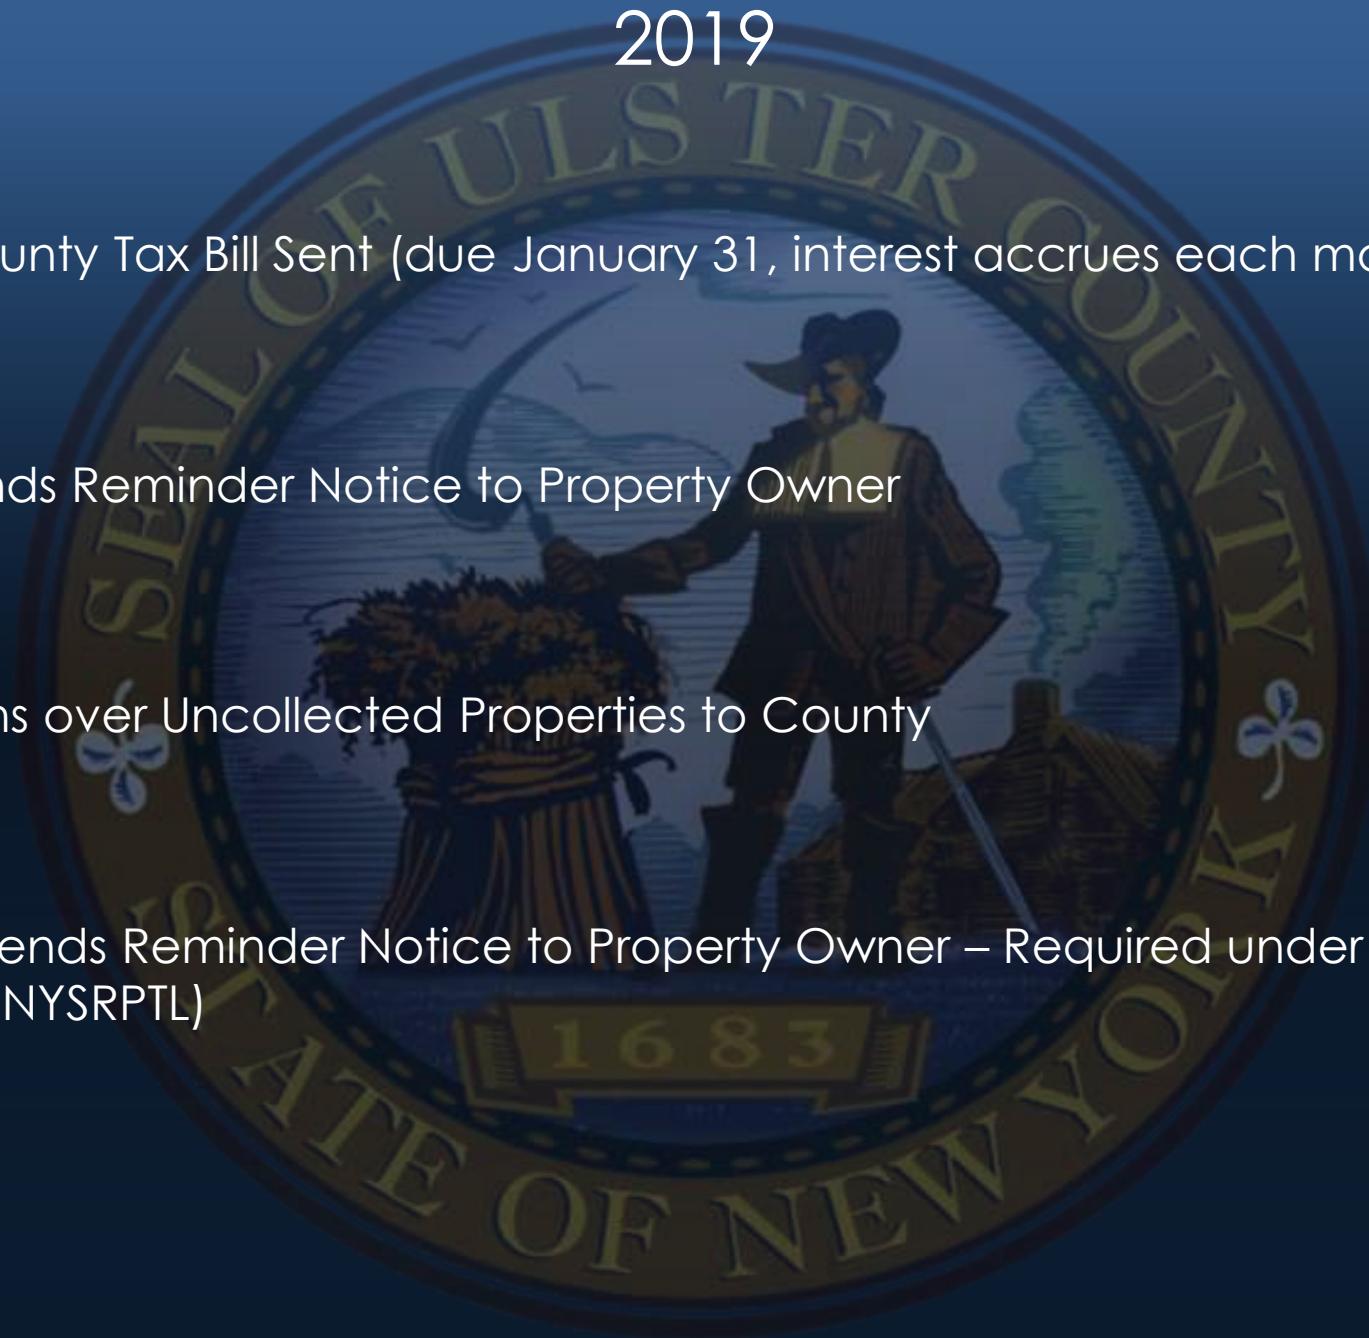 2019
unty Tax Bill Sent (due January 31, interest accrues each mo
nds Reminder Notice to Property Owner
ns over Uncollected Properties to County
ends Reminder Notice to Property Owner – Required under
NYSRPTL)
SEAL OF ULSTER COUNTY
STATE OF NEW YORK
1683